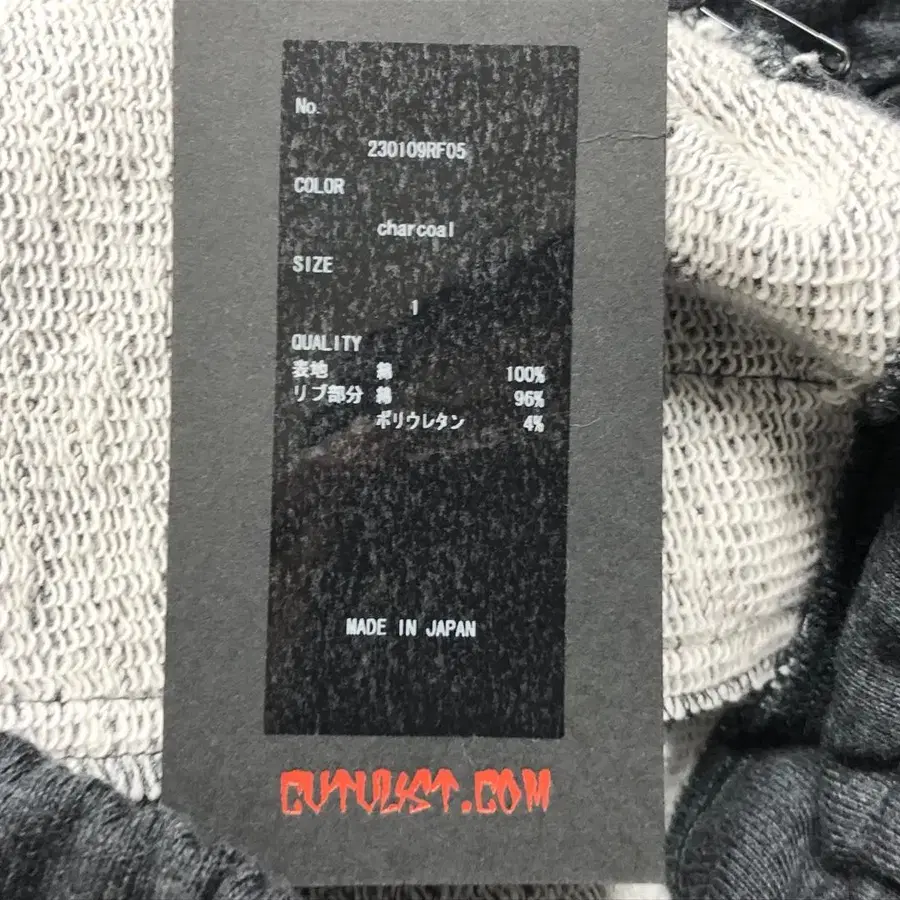 No.
230109RF05
COLOR
charcoal
SIZE
1
QUALITY
表地 綿 100%
リブ部分 綿 96%
ポリウレタン 4%
MADE IN JAPAN
CVTVLIST.COM